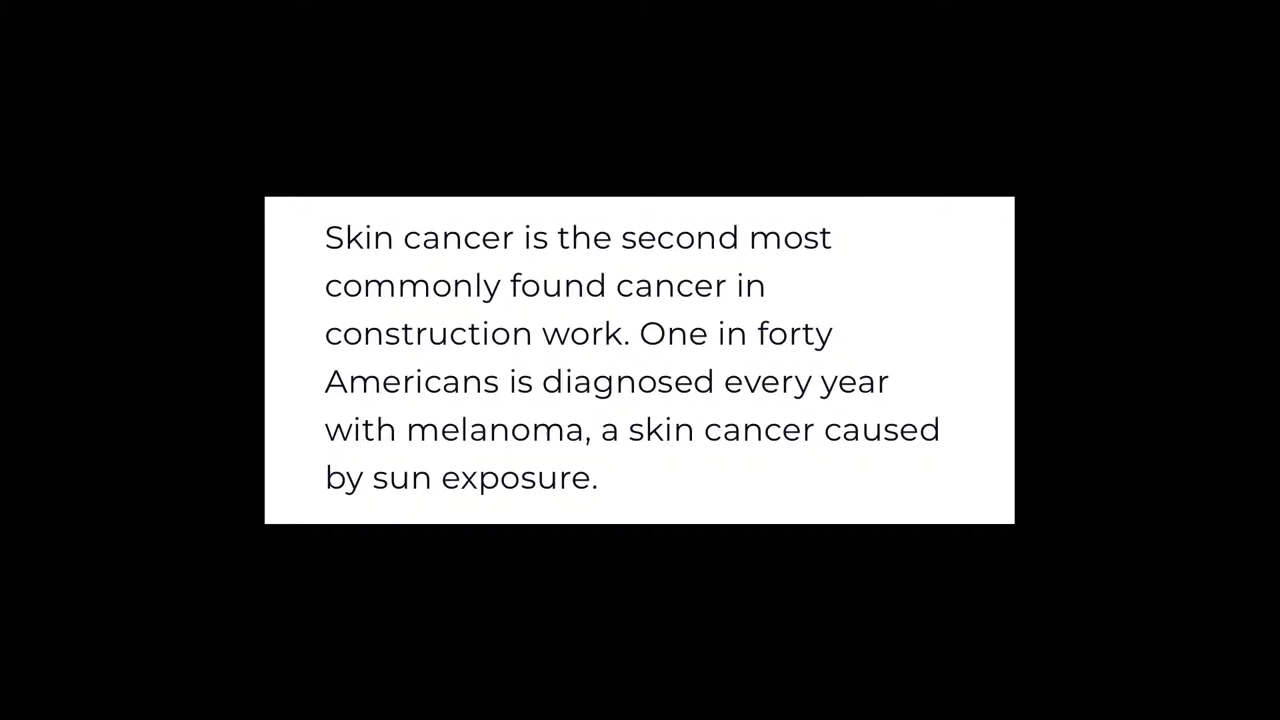 Skin cancer is the second most
commonly found cancer in
construction work. One in forty
Americans is diagnosed every year
with melanoma, a skin cancer caused
by sun exposure.